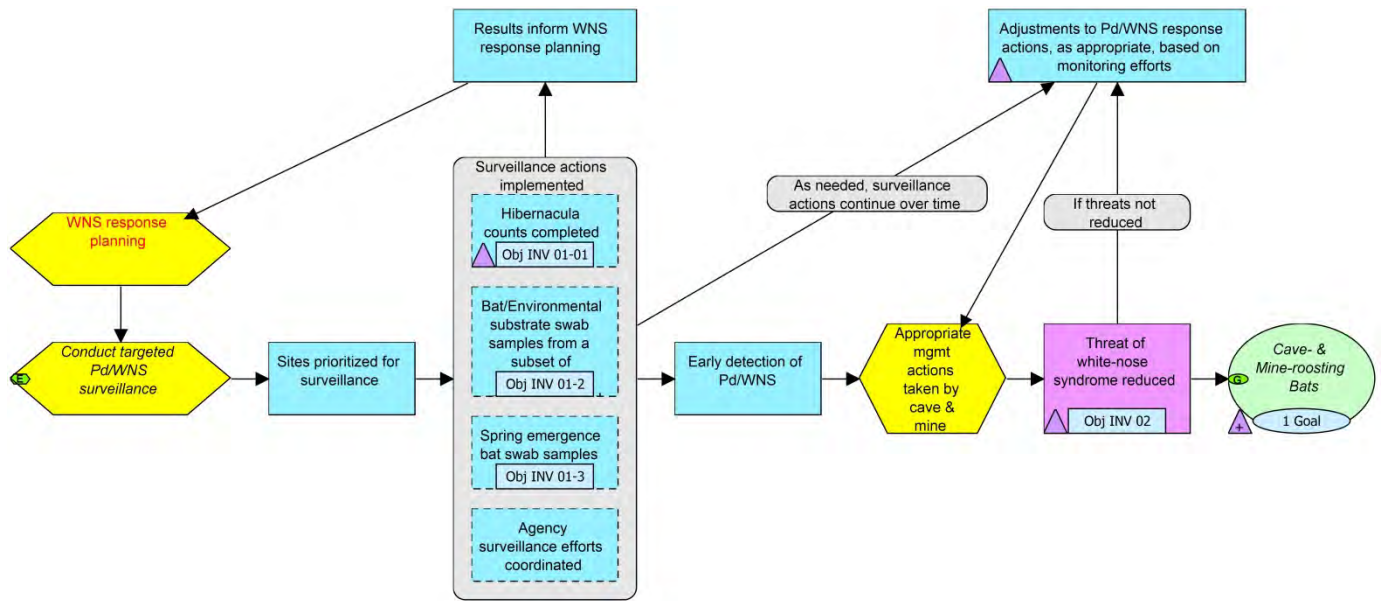 Results inform WNS
response planning
Adjustments to Pd/WNS response
actions, as appropriate, based on
monitoring efforts
Surveillance actions
implemented
As needed, surveillance
actions continue over time
If threats not
reduced
WNS response
planning
Hibernacula
counts completed
Obj INV 01-01
Bat/Environmental
substrate swab
samples from a
subset of
Obj INV 01-2
Conduct targeted
Pd/WNS
surveillance
E
Sites prioritized for
surveillance
Early detection of
Pd/WNS
Appropriate
mgmt
actions
taken by
cave &
mine
Threat of
white-nose
syndrome reduced
Obj INV 02
Cave- &
Mine-roosting
Bats
G
1 Goal
+
Spring emergence
bat swab samples
Obj INV 01-3
Agency
surveillance efforts
coordinated